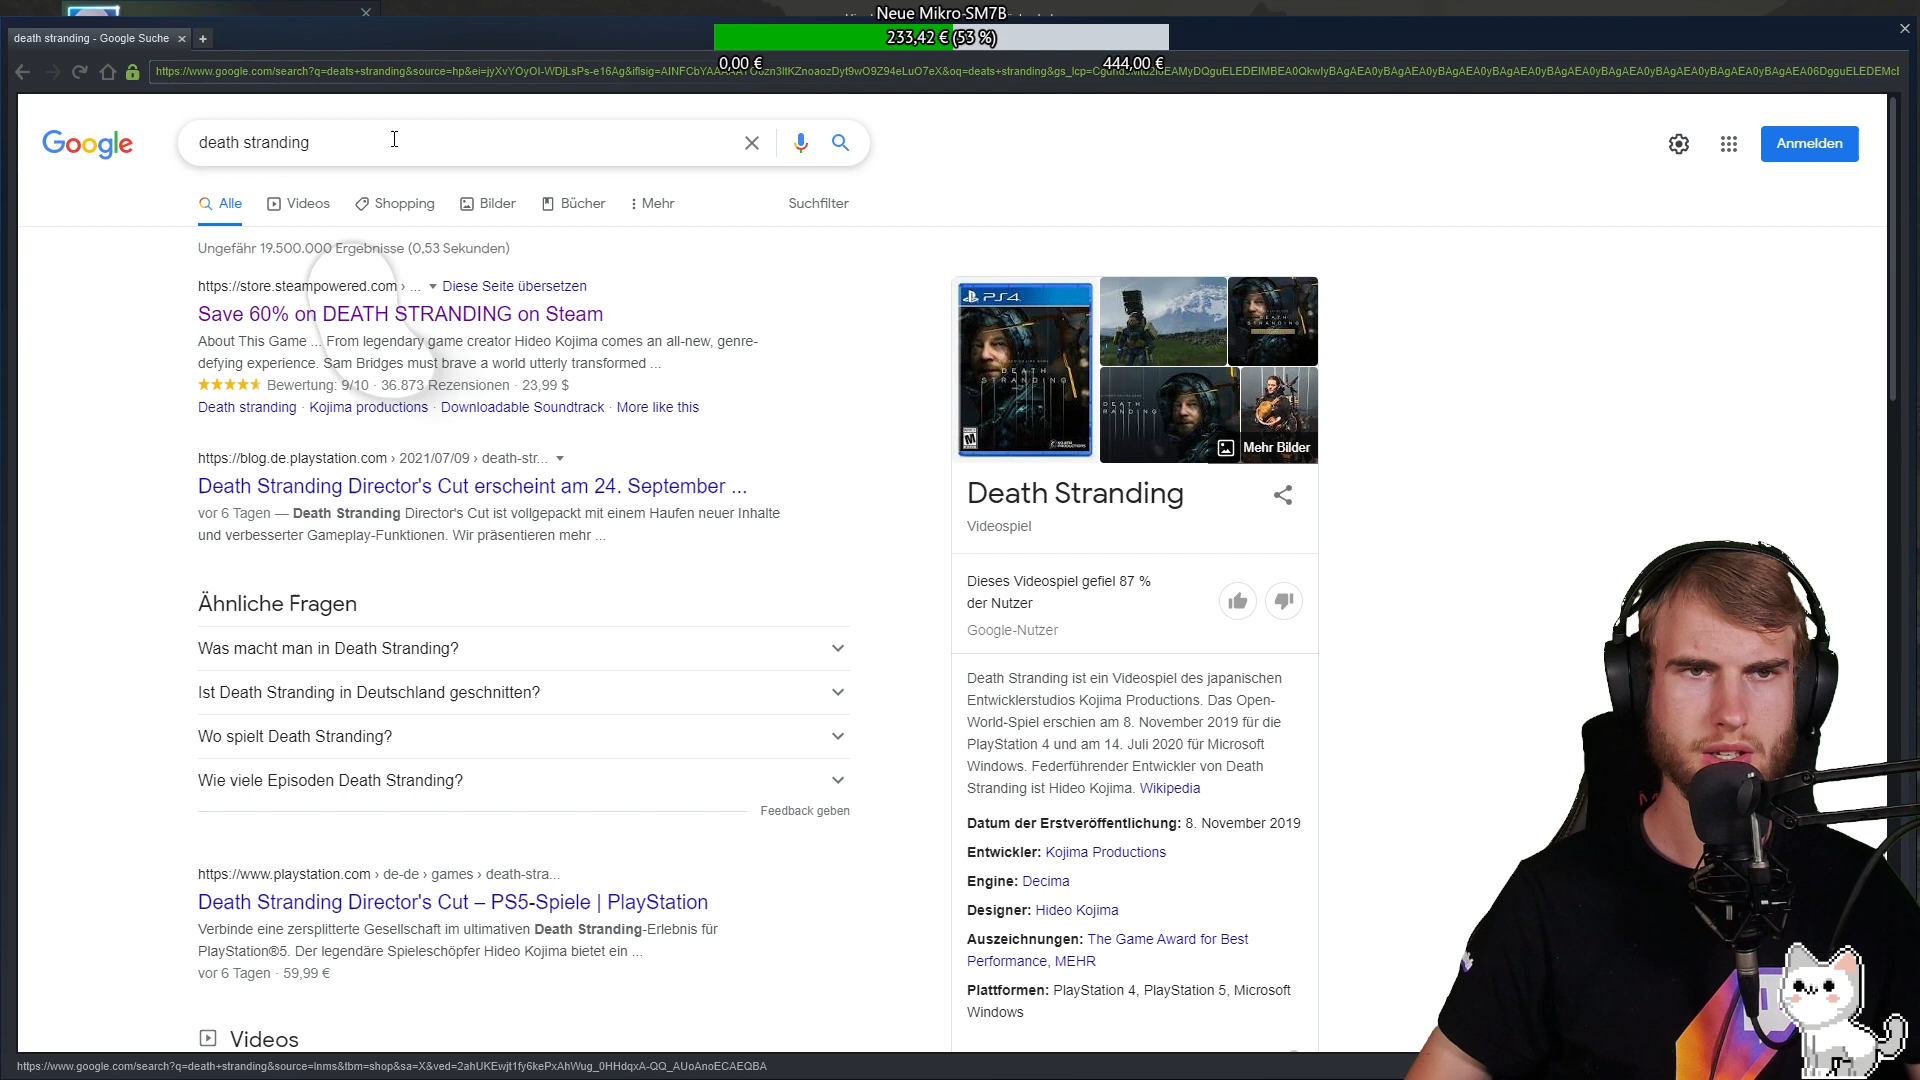 Neue Mikro SM7B
death stranding - Google Suche
233,42 € (53 %)
0,00 €
444,00 €
Google
death stranding
Anmelden
Alle
Videos
Shopping
Bilder
Bücher
Mehr
Suchfilter
Ungefähr 19.500.000 Ergebnisse (0,53 Sekunden)
https://store.steampowered.com › ...
Diese Seite übersetzen
Save 60% on DEATH STRANDING on Steam
About This Game ... From legendary game creator Hideo Kojima comes an all-new, genre-
defying experience. Sam Bridges must brave a world utterly transformed ...
Bewertung: 9/10 · 36.873 Rezensionen · 23,99 $
Death stranding · Kojima productions · Downloadable Soundtrack · More like this
https://blog.de.playstation.com › 2021/07/09 › death-str...
Death Stranding Director's Cut erscheint am 24. September ...
vor 6 Tagen — Death Stranding Director's Cut ist vollgepackt mit einem Haufen neuer Inhalte
und verbesserter Gameplay-Funktionen. Wir präsentieren mehr ...
Ähnliche Fragen
Was macht man in Death Stranding?
Ist Death Stranding in Deutschland geschnitten?
Wo spielt Death Stranding?
Wie viele Episoden Death Stranding?
Feedback geben
https://www.playstation.com › de-de › games › death-stra...
Death Stranding Director's Cut – PS5-Spiele | PlayStation
Verbinde eine zersplitterte Gesellschaft im ultimativen Death Stranding-Erlebnis für
PlayStation®5. Der legendäre Spieleschöpfer Hideo Kojima bietet ein ...
vor 6 Tagen · 59,99 €
Videos
PS4
DEATH
STRANDING
Mehr Bilder
Death Stranding
Videospiel
Dieses Videospiel gefiel 87 %
der Nutzer
Google-Nutzer
Death Stranding ist ein Videospiel des japanischen
Entwicklerstudios Kojima Productions. Das Open-
World-Spiel erschien am 8. November 2019 für die
PlayStation 4 und am 14. Juli 2020 für Microsoft
Windows. Federführender Entwickler von Death
Stranding ist Hideo Kojima. Wikipedia
Datum der Erstveröffentlichung: 8. November 2019
Entwickler: Kojima Productions
Engine: Decima
Designer: Hideo Kojima
Auszeichnungen: The Game Award for Best
Performance, MEHR
Plattformen: PlayStation 4, PlayStation 5, Microsoft
Windows
https://www.google.com/search?q=death+stranding&source=lnms&tbm=shop&sa=X&ved=2ahUKEwjt1fy6kePxAhWug_0HHdqxA-QQ_AUoAnoECAEQBA